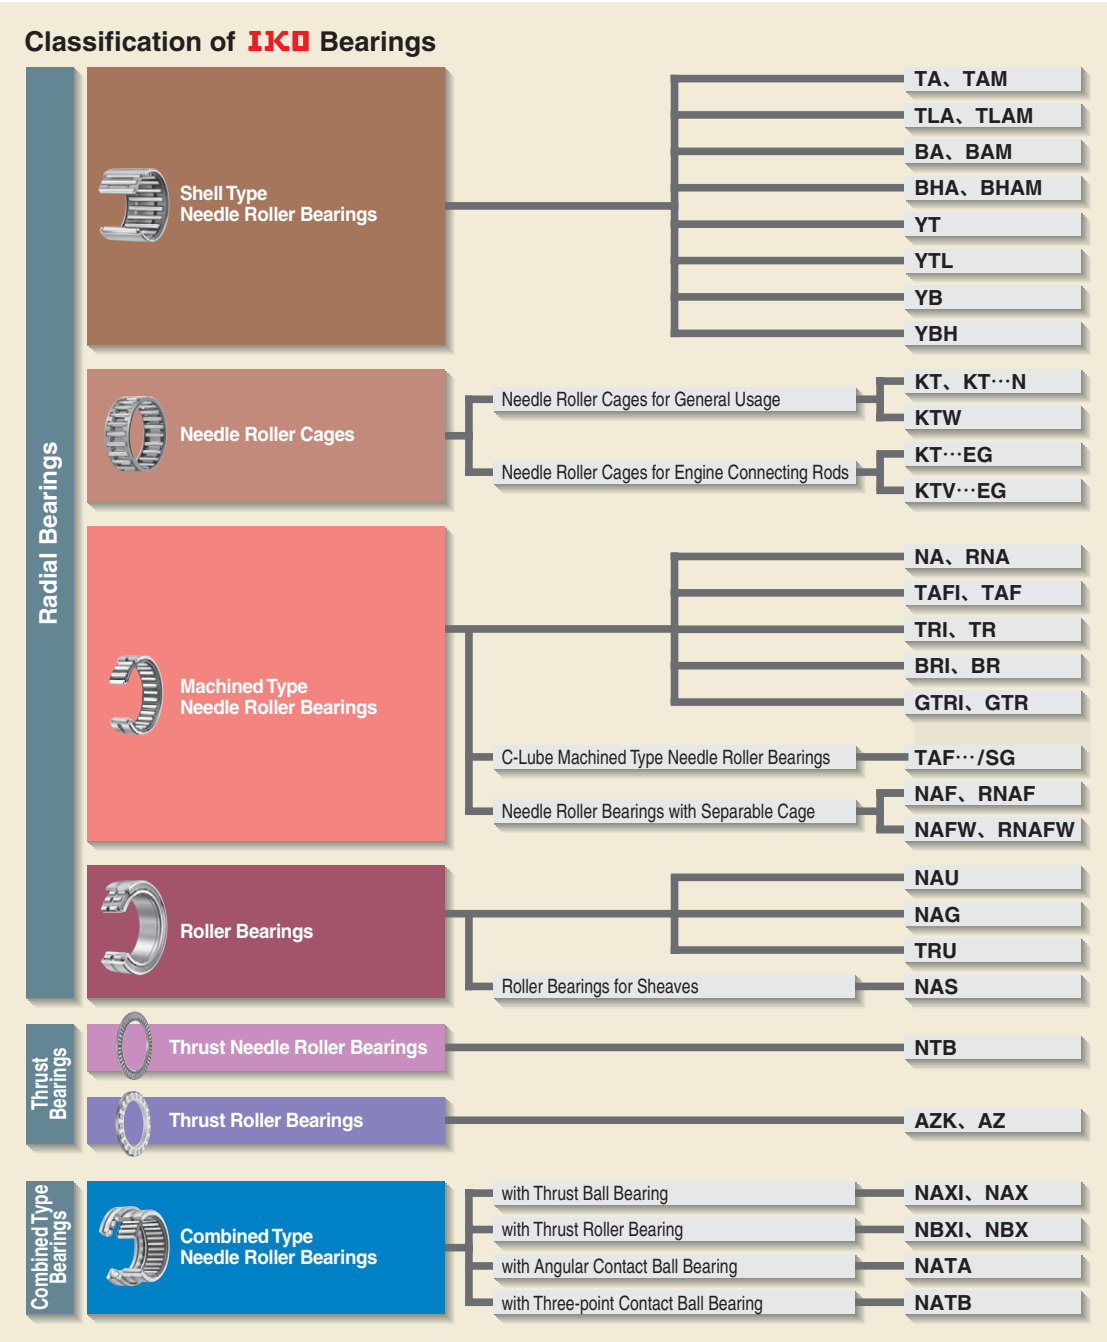 Classification of IKO Bearings
Radial Bearings
Shell Type
Needle Roller Bearings
TA、TAM
TLA、TLAM
BA、BAM
BHA、BHAM
YT
YTL
YB
YBH
Needle Roller Cages
Needle Roller Cages for General Usage
KT、KT⋯N
KTW
Needle Roller Cages for Engine Connecting Rods
KT⋯EG
KTV⋯EG
Machined Type
Needle Roller Bearings
NA、RNA
TAFI、TAF
TRI、TR
BRI、BR
GTRI、GTR
C-Lube Machined Type Needle Roller Bearings
TAF⋯/SG
Needle Roller Bearings with Separable Cage
NAF、RNAF
NAFW、RNAFW
Roller Bearings
NAU
NAG
TRU
Roller Bearings for Sheaves
NAS
Thrust
Bearings
Thrust Needle Roller Bearings
NTB
Thrust Roller Bearings
AZK、AZ
Combined Type
Bearings
Combined Type
Needle Roller Bearings
with Thrust Ball Bearing
NAXI、NAX
with Thrust Roller Bearing
NBXI、NBX
with Angular Contact Ball Bearing
NATA
with Three-point Contact Ball Bearing
NATB